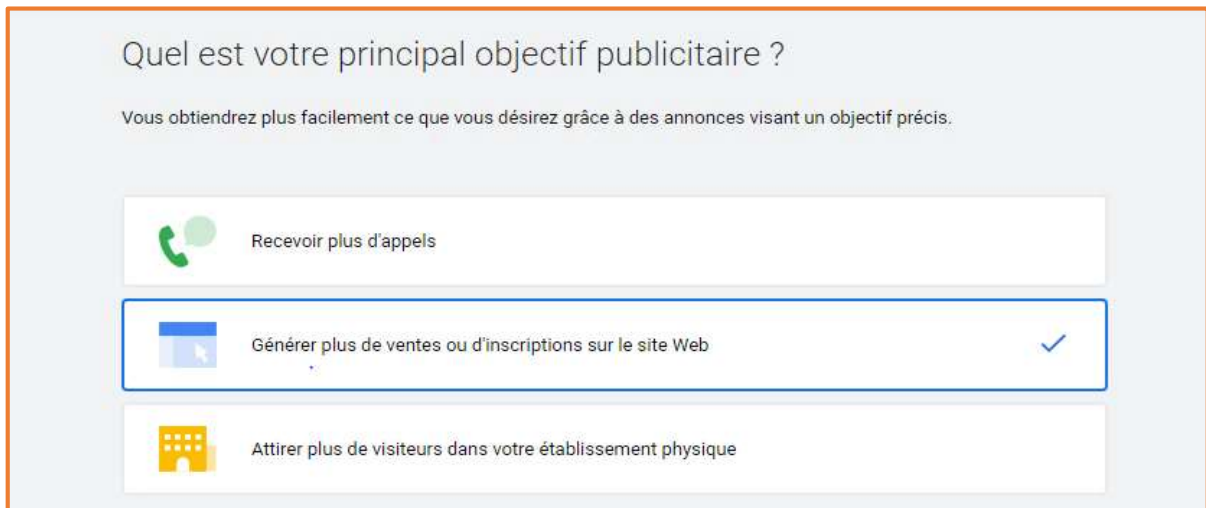 Quel est votre principal objectif publicitaire ?
Vous obtiendrez plus facilement ce que vous désirez grâce à des annonces visant un objectif précis.
Recevoir plus d'appels
Générer plus de ventes ou d'inscriptions sur le site Web
Attirer plus de visiteurs dans votre établissement physique